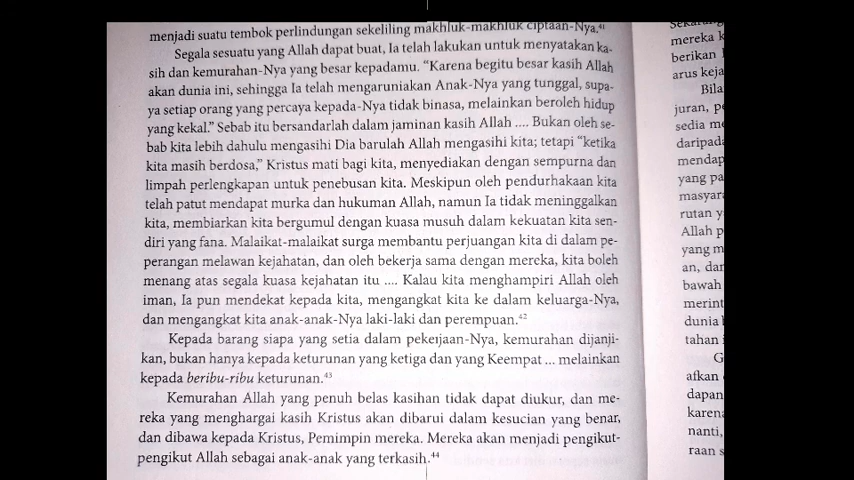 menjadi suatu tembok perlindungan sekeliling makhluk-makhluk ciptaan-Nya.⁴¹
Segala sesuatu yang Allah dapat buat, Ia telah lakukan untuk menyatakan ka-
sih dan kemurahan-Nya yang besar kepadamu. “Karena begitu besar kasih Allah
akan dunia ini, sehingga Ia telah mengaruniakan Anak-Nya yang tunggal, supa-
ya setiap orang yang percaya kepada-Nya tidak binasa, melainkan beroleh hidup
yang kekal.” Sebab itu bersandarlah dalam jaminan kasih Allah .... Bukan oleh se-
bab kita lebih dahulu mengasihi Dia barulah Allah mengasihi kita; tetapi “ketika
kita masih berdosa,” Kristus mati bagi kita, menyediakan dengan sempurna dan
limpah perlengkapan untuk penebusan kita. Meskipun oleh pendurhakaan kita
telah patut mendapat murka dan hukuman Allah, namun Ia tidak meninggalkan
kita, membiarkan kita bergumul dengan kuasa musuh dalam kekuatan kita sen-
diri yang fana. Malaikat-malaikat surga membantu perjuangan kita di dalam pe-
perangan melawan kejahatan, dan oleh bekerja sama dengan mereka, kita boleh
menang atas segala kuasa kejahatan itu .... Kalau kita menghampiri Allah oleh
iman, Ia pun mendekat kepada kita, mengangkat kita ke dalam keluarga-Nya,
dan mengangkat kita anak-anak-Nya laki-laki dan perempuan.⁴²
Kepada barang siapa yang setia dalam pekerjaan-Nya, kemurahan dijanji-
kan, bukan hanya kepada keturunan yang ketiga dan yang Keempat ... melainkan
kepada beribu-ribu keturunan.⁴³
Kemurahan Allah yang penuh belas kasihan tidak dapat diukur, dan me-
reka yang menghargai kasih Kristus akan dibarui dalam kesucian yang benar,
dan dibawa kepada Kristus, Pemimpin mereka. Mereka akan menjadi pengikut-
pengikut Allah sebagai anak-anak yang terkasih.⁴⁴
mereka k
berikan
arus keja
Bila
juran, pe
sedia me
daripada
mendap
yang pa
masyara
rutan y
Allah p
yang m
an, dan
bawah
merint
dunia
tahan i
G
afkan
dapan
karena
nanti,
raan s